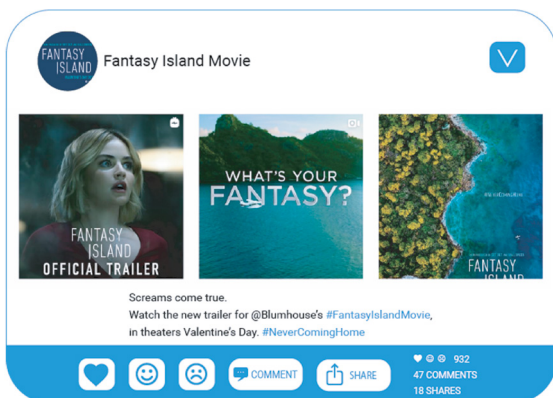 FANTASY
ISLAND
Fantasy Island Movie
FANTASY
ISLAND
OFFICIAL TRAILER
WHAT'S YOUR
FANTASY?
#NEVERCOMINGHOME
FANTASY
ISLAND
Screams come true.
Watch the new trailer for @Blumhouse's #FantasyIslandMovie,
in theaters Valentine's Day. #NeverComingHome
COMMENT
SHARE
932
47 COMMENTS
18 SHARES